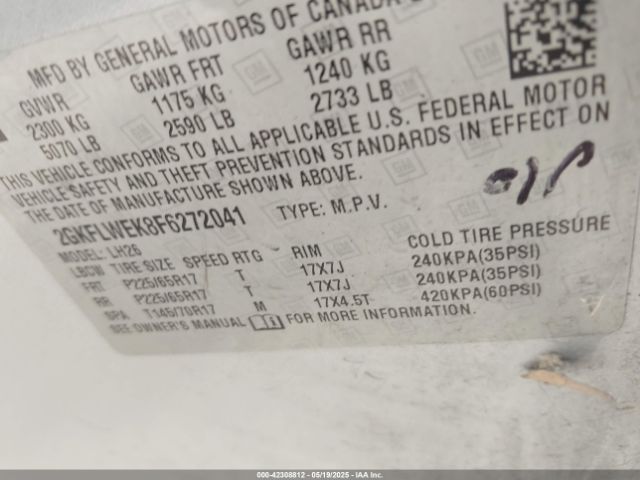 MFD BY GENERAL MOTORS OF CANADA
GVWR GAWR FRT GAWR RR
2300 KG 1175 KG 1240 KG
5070 LB 2590 LB 2733 LB
THIS VEHICLE CONFORMS TO ALL APPLICABLE U.S. FEDERAL MOTOR
VEHICLE SAFETY AND THEFT PREVENTION STANDARDS IN EFFECT ON
THE DATE OF MANUFACTURE SHOWN ABOVE.
2GKFLWEK8F6272041 TYPE: M.P.V.
MODEL: LH26
LBCW TIRE SIZE SPEED RTG RIM COLD TIRE PRESSURE
FRT P225/65R17 T 17X7J 240KPA(35PSI)
RR P225/65R17 T 17X7J 240KPA(35PSI)
SPA T145/70R17 M 17X4.5T 420KPA(60PSI)
SEE OWNER'S MANUAL FOR MORE INFORMATION.
000-42308812 - 05/19/2025 - IAA Inc.